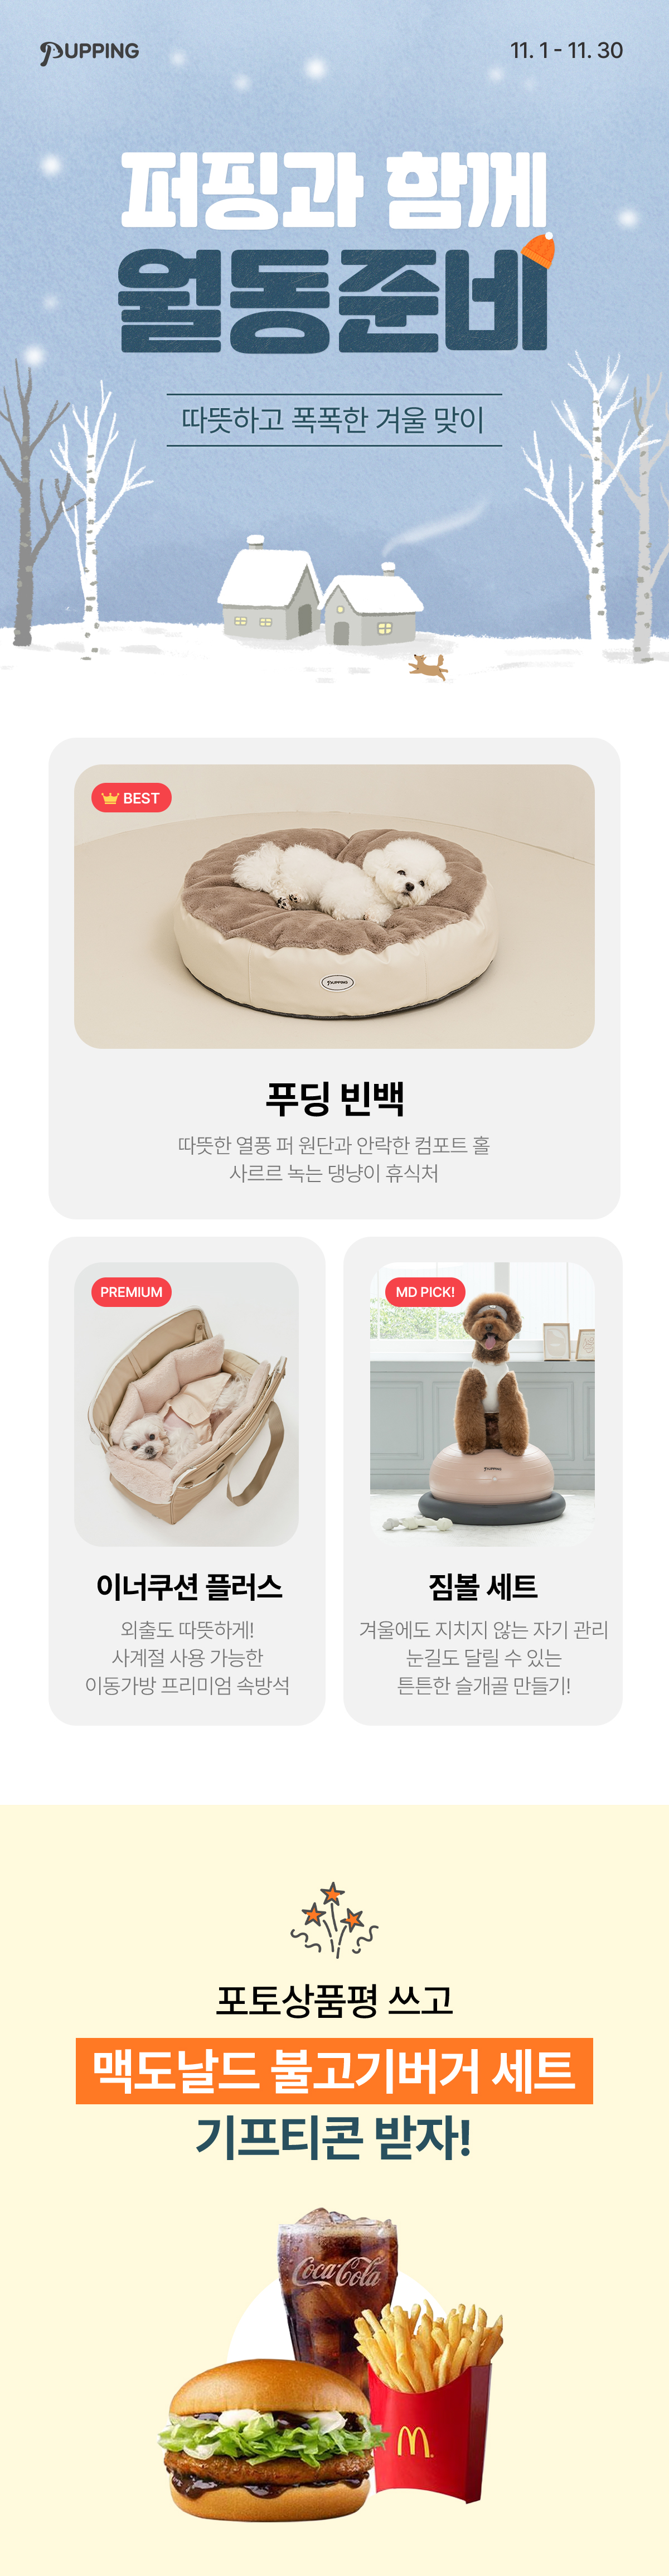 PUPPING
11. 1 - 11. 30
퍼핑과 함께
월동준비
따뜻하고 폭폭한 겨울 맞이
BEST
PUPPING
푸딩 빈백
따뜻한 열풍 퍼 원단과 안락한 컴포트 홀
사르르 녹는 댕냥이 휴식처
PREMIUM
이너쿠션 플러스
외출도 따뜻하게!
사계절 사용 가능한
이동가방 프리미엄 속방석
MD PICK!
PUPPING
짐볼 세트
겨울에도 지치지 않는 자기 관리
눈길도 달릴 수 있는
튼튼한 슬개골 만들기!
포토상품평 쓰고
맥도날드 불고기버거 세트
기프티콘 받자!
Coca-Cola
M